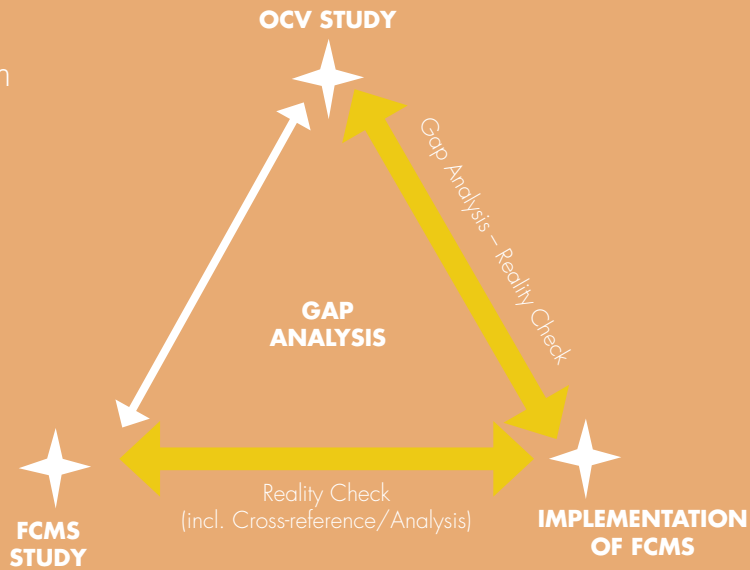 OCV STUDY
Gap Analysis – Reality Check
GAP
ANALYSIS
Reality Check
(incl. Cross-reference/Analysis)
FCMS
STUDY
IMPLEMENTATION
OF FCMS